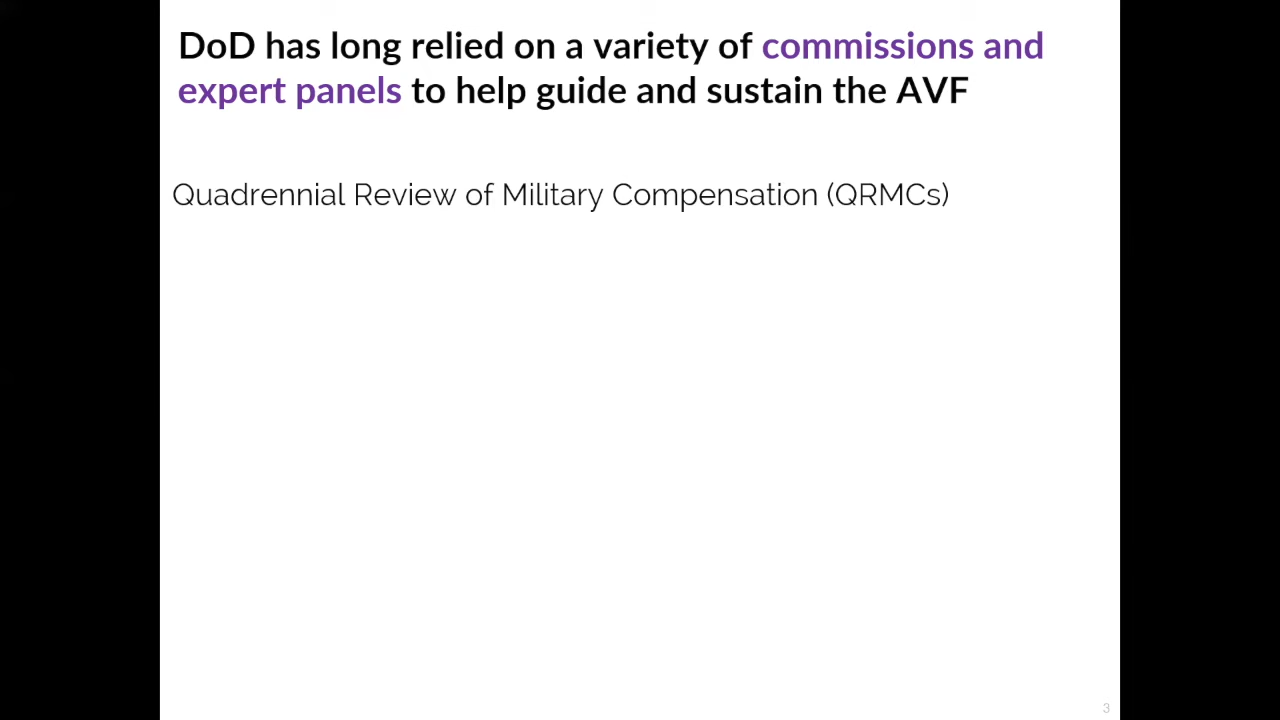 DoD has long relied on a variety of commissions and
expert panels to help guide and sustain the AVF
Quadrennial Review of Military Compensation (QRMCs)
3